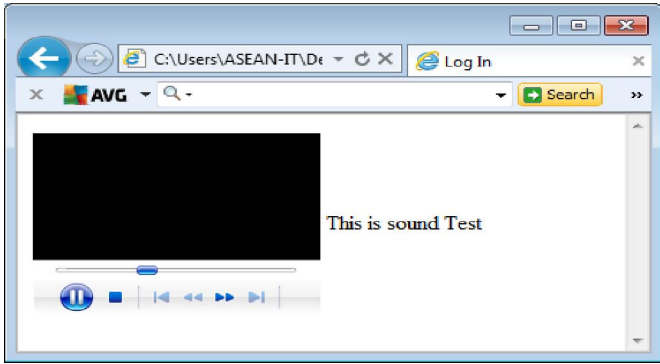 C:\Users\ASEAN-IT\De
Log In
AVG
Search
This is sound Test